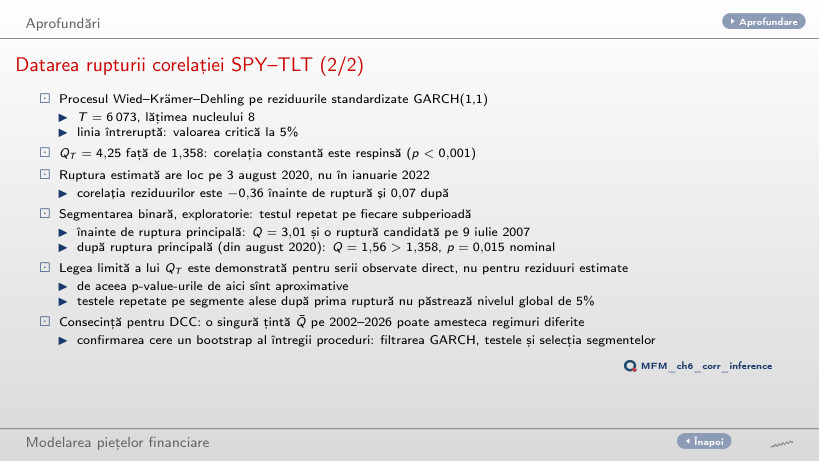 Aprofundări
Aprofundare
Datarea rupturii corelației SPY–TLT (2/2)
Procesul Wied–Krämer–Dehling pe reziduurile standardizate GARCH(1,1)
T = 6 073, lățimea nucleului 8
linia întreruptă: valoarea critică la 5%
Q_T = 4,25 față de 1,358: corelația constantă este respinsă (p < 0,001)
Ruptura estimată are loc pe 3 august 2020, nu în ianuarie 2022
corelația reziduurilor este −0,36 înainte de ruptură și 0,07 după
Segmentarea binară, exploratorie: testul repetat pe fiecare subperioadă
înainte de ruptura principală: Q = 3,01 și o ruptură candidată pe 9 iulie 2007
după ruptura principală (din august 2020): Q = 1,56 > 1,358, p = 0,015 nominal
Legea limită a lui Q_T este demonstrată pentru serii observate direct, nu pentru reziduuri estimate
de aceea p-value-urile de aici sînt aproximative
testele repetate pe segmente alese după prima ruptură nu păstrează nivelul global de 5%
Consecință pentru DCC: o singură țintă Q̄ pe 2002–2026 poate amesteca regimuri diferite
confirmarea cere un bootstrap al întregii proceduri: filtrarea GARCH, testele și selecția segmentelor
MFM_ch6_corr_inference
Modelarea piețelor financiare
Înapoi